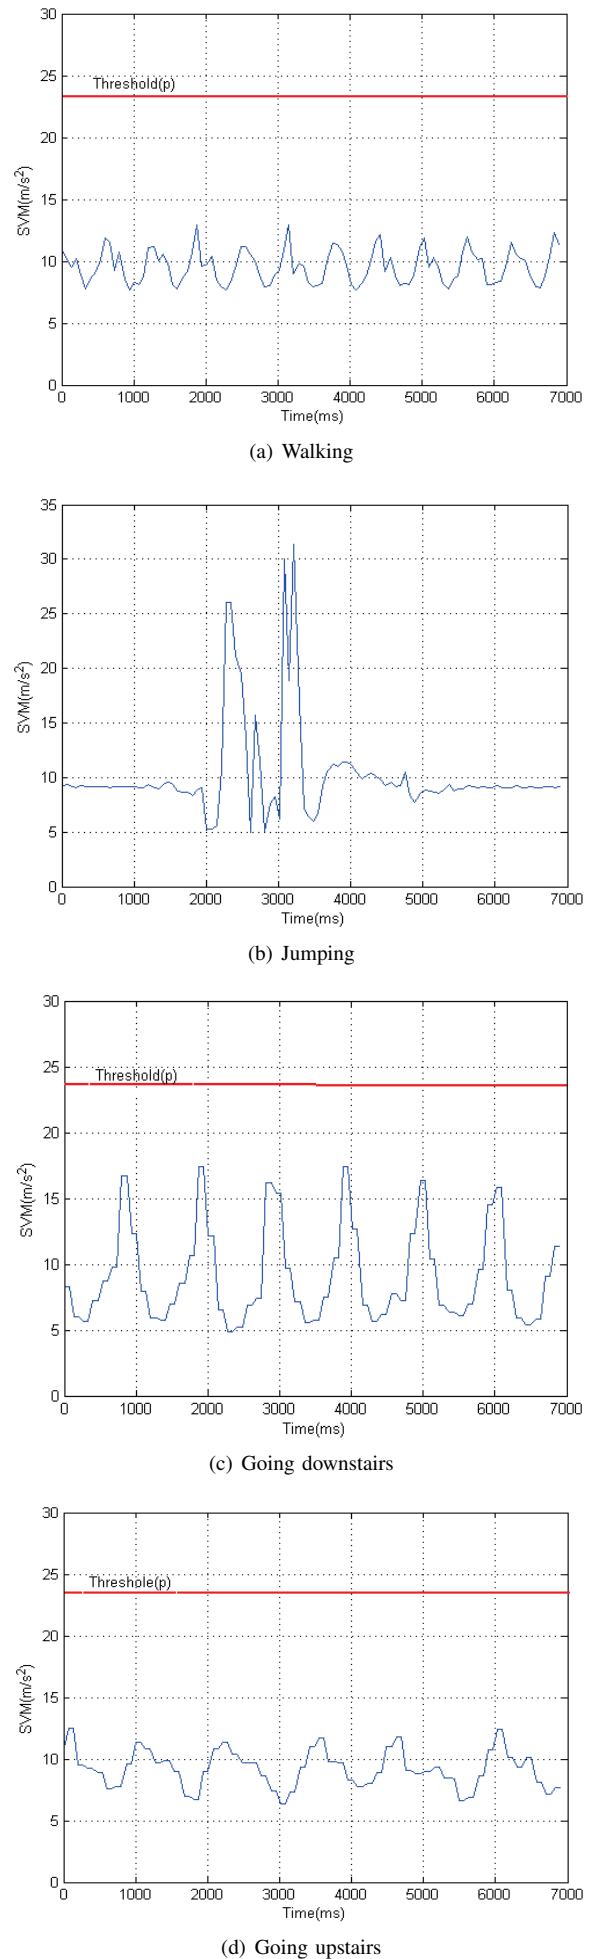 30
25
Threshold(p)
20
SVM(m/s²)
15
10
5
0
0 1000 2000 3000 4000 5000 6000 7000
Time(ms)
(a) Walking
35
30
25
20
SVM(m/s²)
15
10
5
0
0 1000 2000 3000 4000 5000 6000 7000
Time(ms)
(b) Jumping
30
25
Threshold(p)
20
SVM(m/s²)
15
10
5
0
0 1000 2000 3000 4000 5000 6000 7000
Time(ms)
(c) Going downstairs
30
25
Threshole(p)
20
SVM(m/s²)
15
10
5
0
0 1000 2000 3000 4000 5000 6000 7000
Time(ms)
(d) Going upstairs